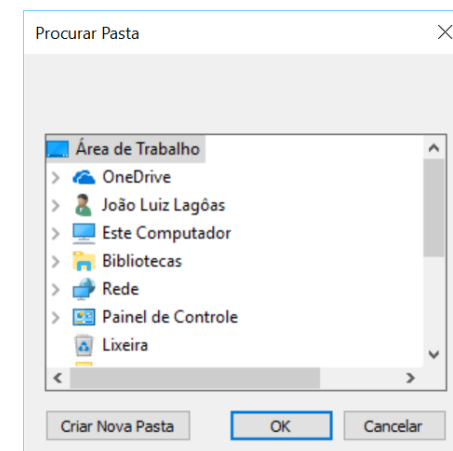 Procurar Pasta
Área de Trabalho
OneDrive
João Luiz Lagôas
Este Computador
Bibliotecas
Rede
Painel de Controle
Lixeira
Criar Nova Pasta
OK
Cancelar